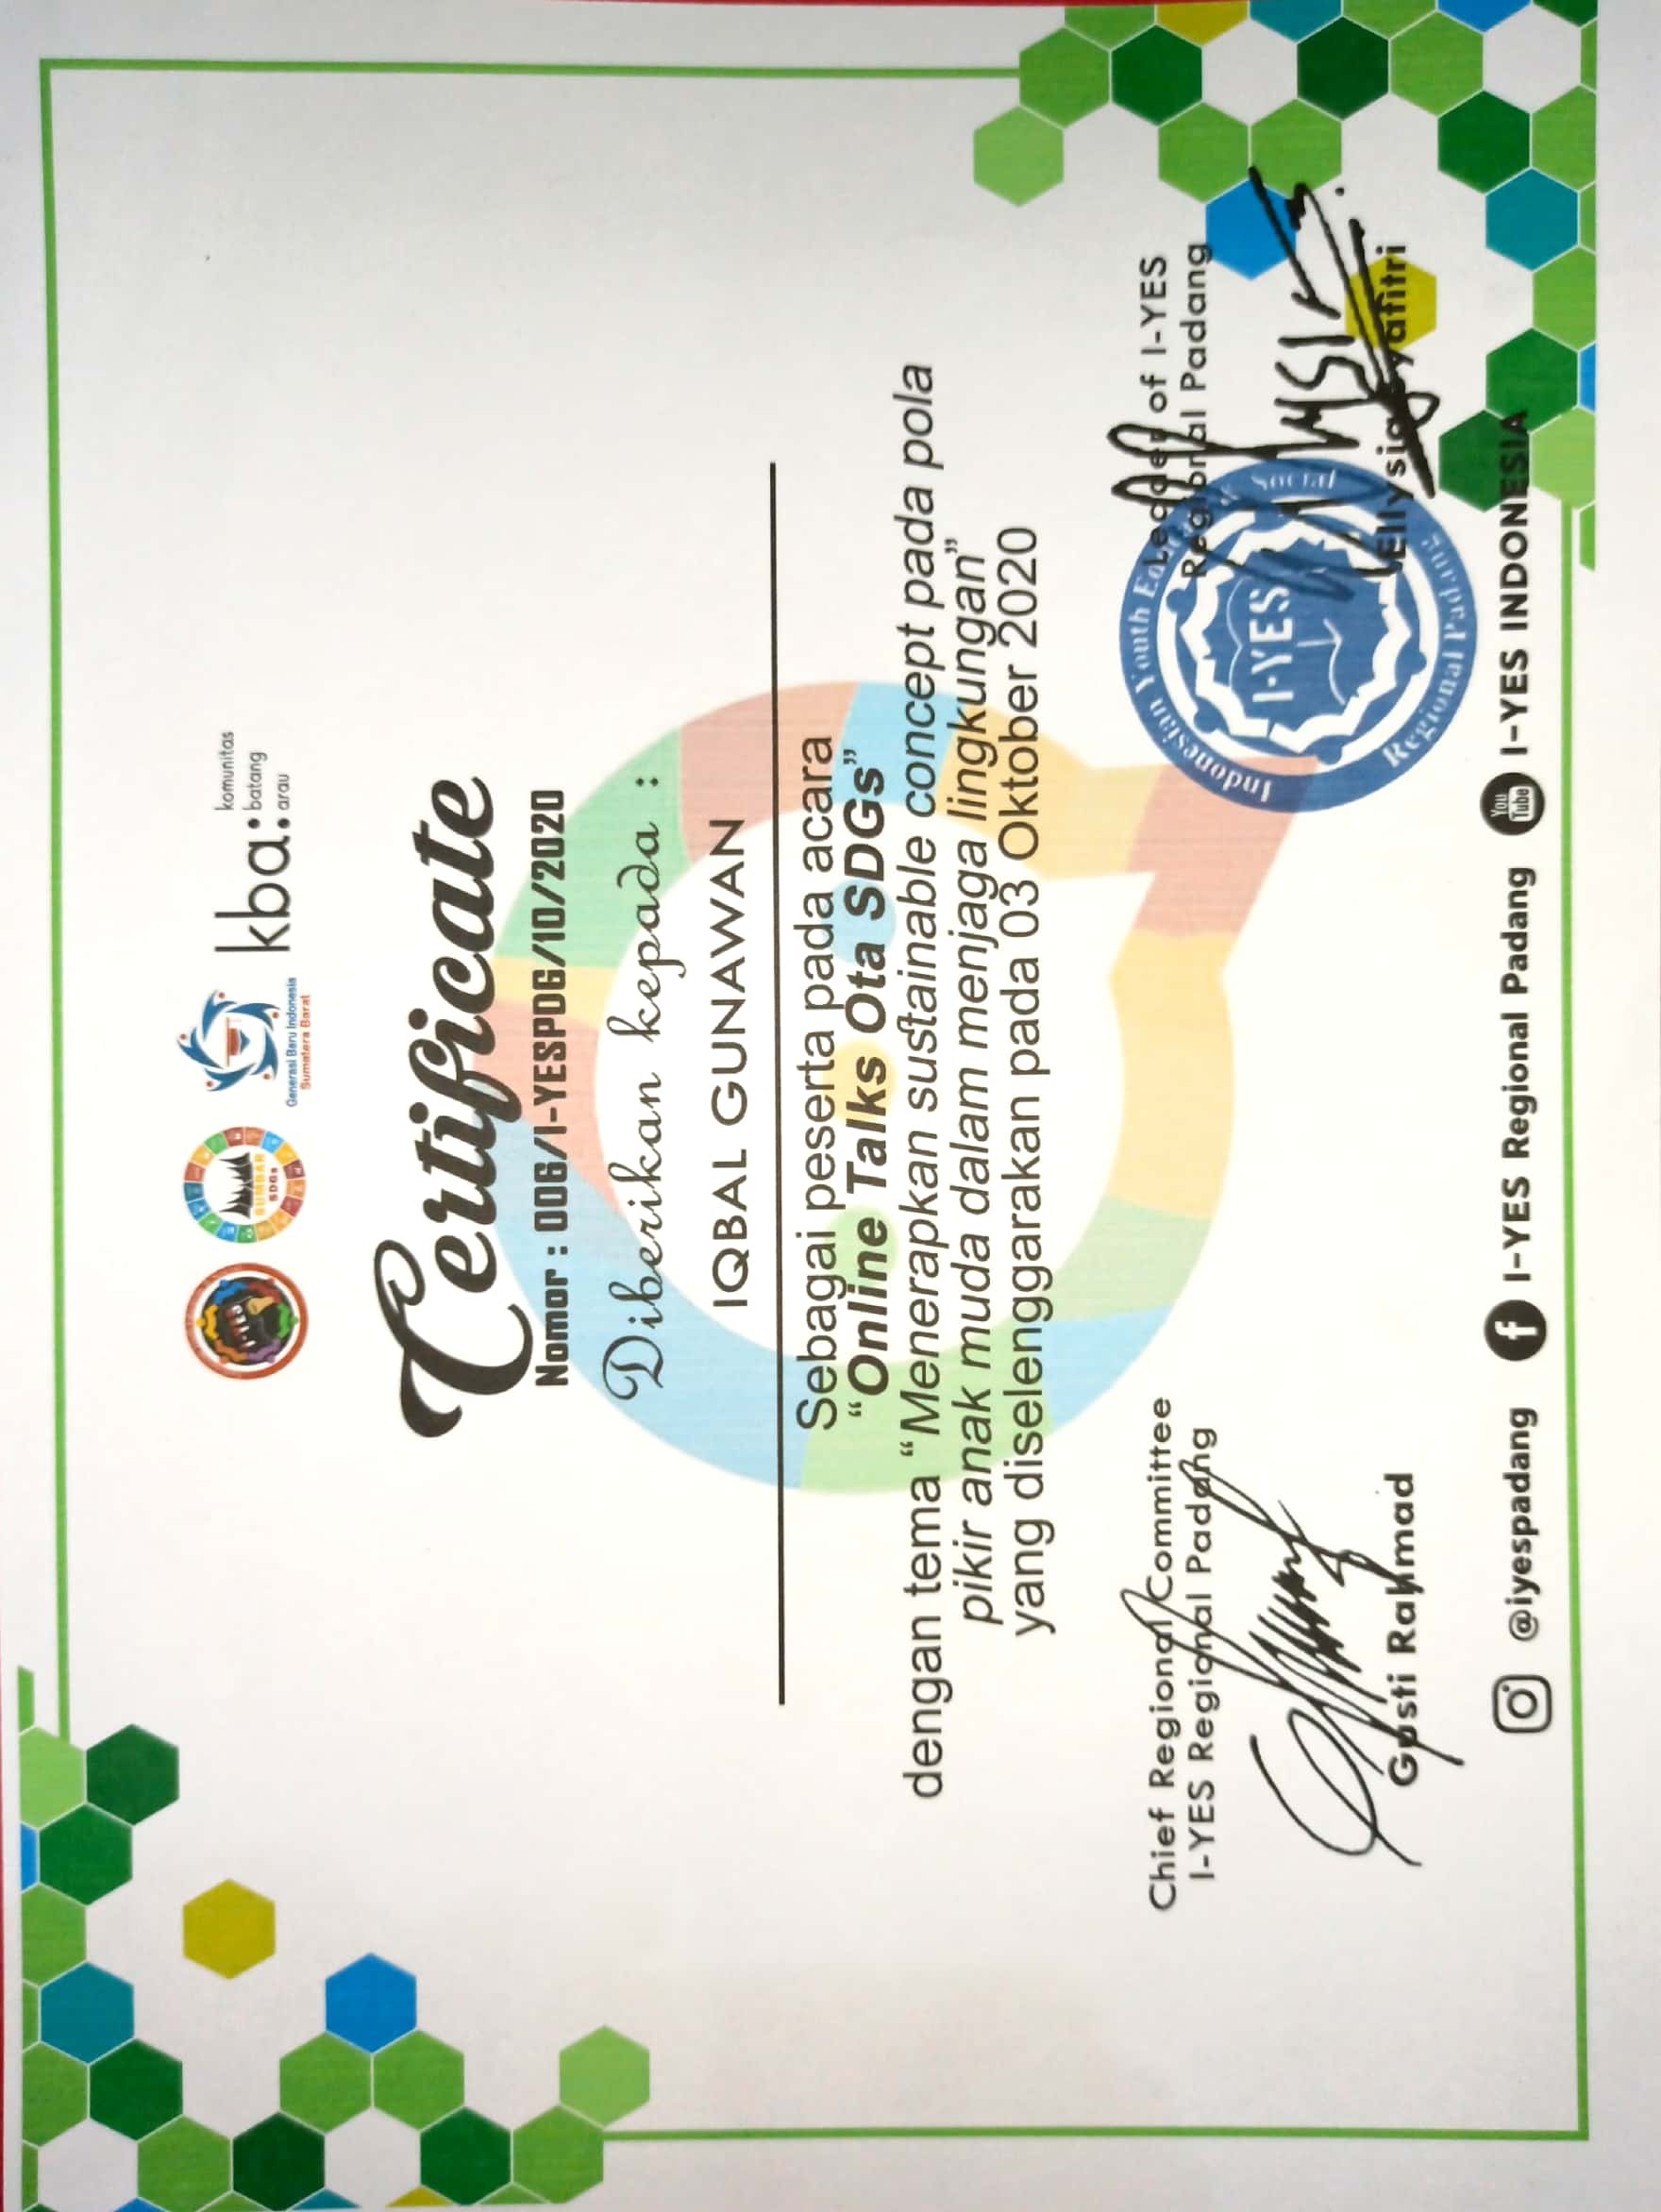 I-YES
SUMBAR
SDGs
Generasi Baru Indonesia
Sumatera Barat
kba:
komunitas
batang
arau
Certificate
Nomor : 006/I-YESPDG/10/2020
Diberikan kepada :
IQBAL GUNAWAN
Sebagai peserta pada acara
“Online Talks Ota SDGs”
dengan tema “Menerapkan sustainable concept pada pola
pikir anak muda dalam menjaga lingkungan”
yang diselenggarakan pada 03 Oktober 2020
Chief Regional Committee
I-YES Regional Padang
Gusti Rahmad
Leader of I-YES
Regional Padang
Indonesian Youth Social
I-YES
Regional Padang
Ellysia Syafitri
@iyespadang
I-YES Regional Padang
You
Tube
I-YES INDONESIA